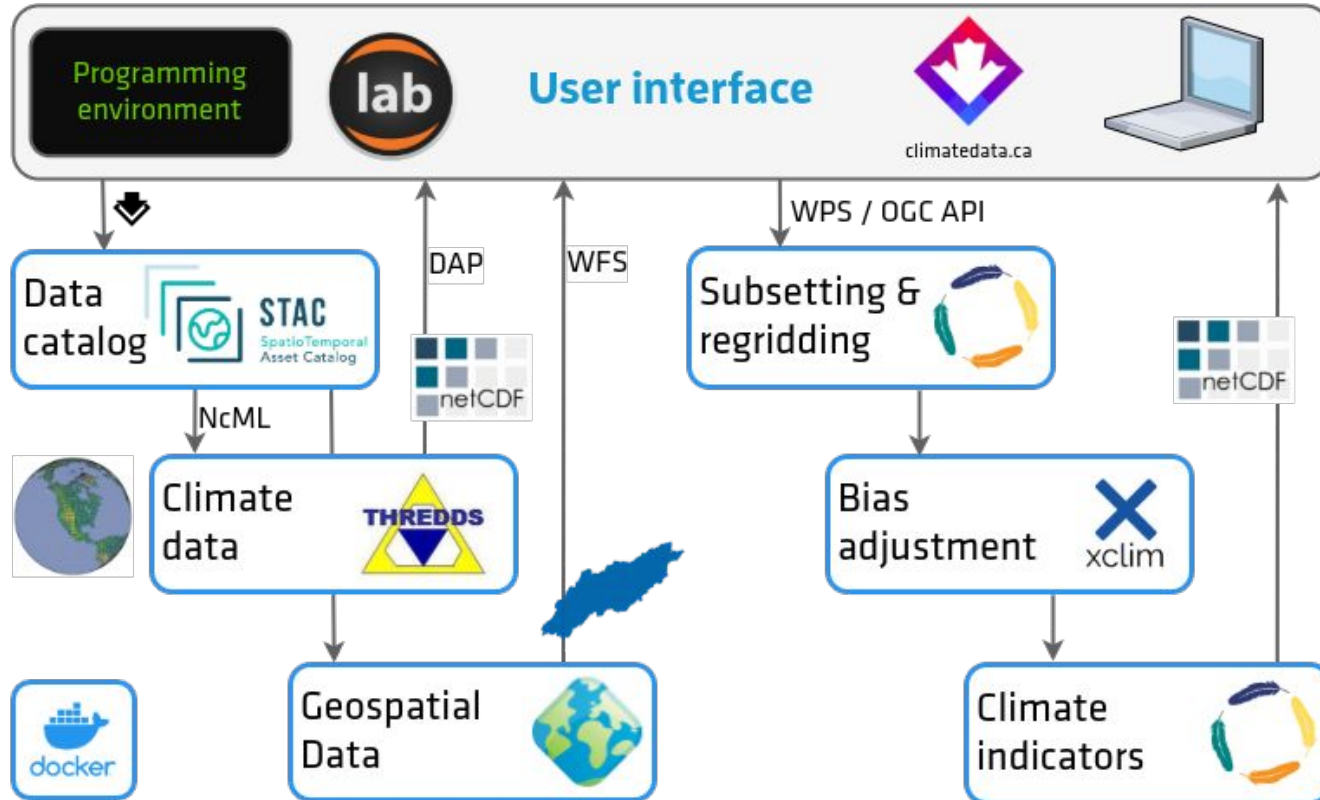 Programming
environment
lab
User interface
climatedata.ca
WPS / OGC API
DAP
WFS
Data
catalog
STAC
SpatioTemporal
Asset Catalog
Subsetting &
regridding
netCDF
netCDF
NcML
Climate
data
THREDDS
Bias
adjustment
xclim
Geospatial
Data
Climate
indicators
docker